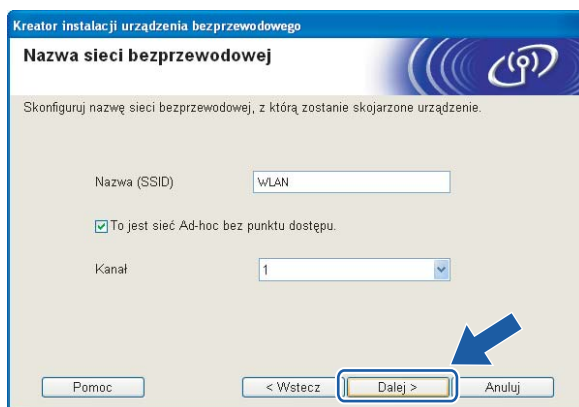 Kreator instalacji urządzenia bezprzewodowego
Nazwa sieci bezprzewodowej
Skonfiguruj nazwę sieci bezprzewodowej, z którą zostanie skojarzone urządzenie.
Nazwa (SSID) WLAN
To jest sieć Ad-hoc bez punktu dostępu.
Kanał 1
Pomoc < Wstecz Dalej > Anuluj